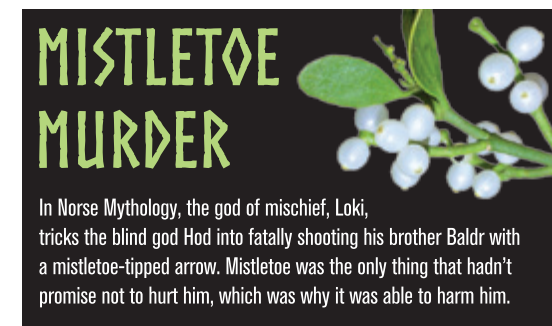 MISTLETOE
MURDER
In Norse Mythology, the god of mischief, Loki,
tricks the blind god Hod into fatally shooting his brother Baldr with
a mistletoe-tipped arrow. Mistletoe was the only thing that hadn't
promise not to hurt him, which was why it was able to harm him.